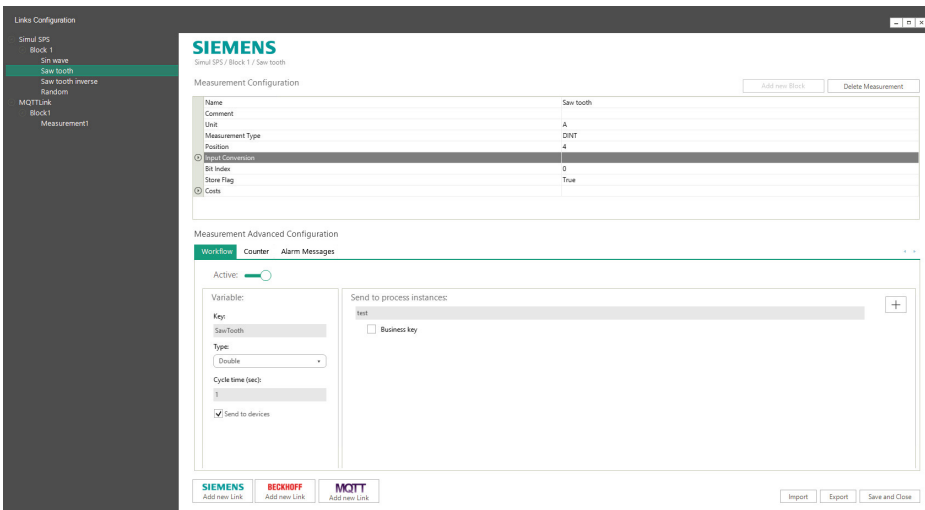 Links Configuration
Simul SPS
Block 1
Sin wave
Saw tooth
Saw tooth inverse
Random
MQTTLink
Block1
Measurement1
SIEMENS
Simul SPS / Block 1 / Saw tooth
Measurement Configuration
Add new Block
Delete Measurement
Name Saw tooth
Comment
Unit A
Measurement Type DINT
Position 4
Input Conversion
Bit Index 0
Store Flag True
Costs
Measurement Advanced Configuration
Workflow Counter Alarm Messages
Active:
Variable:
Key:
SawTooth
Type:
Double
Cycle time (sec):
1
Send to devices
Send to process instances:
test
Business key
SIEMENS
Add new Link
BECKHOFF
Add new Link
MQTT
Add new Link
Import Export Save and Close